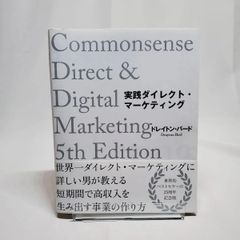 Commonsense
Direct &
Digital
Marketing
5th Edition
実践ダイレクト・
マーケティング
ドレイトン・バード
Drayton Bird
世界一ダイレクト・マーケティングに
詳しい男が教える
短期間で高収入を
生み出す事業の作り方